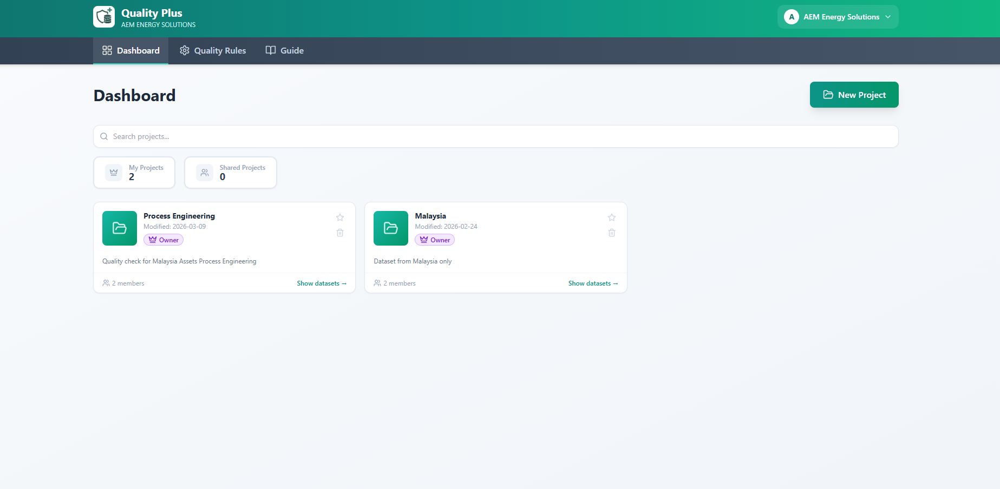 Quality Plus
AEM ENERGY SOLUTIONS
A AEM Energy Solutions
Dashboard
Quality Rules
Guide
Dashboard
New Project
Search projects...
My Projects
2
Shared Projects
0
Process Engineering
Modified: 2026-03-09
Owner
Quality check for Malaysia Assets Process Engineering
2 members
Show datasets →
Malaysia
Modified: 2026-02-24
Owner
Dataset from Malaysia only
2 members
Show datasets →